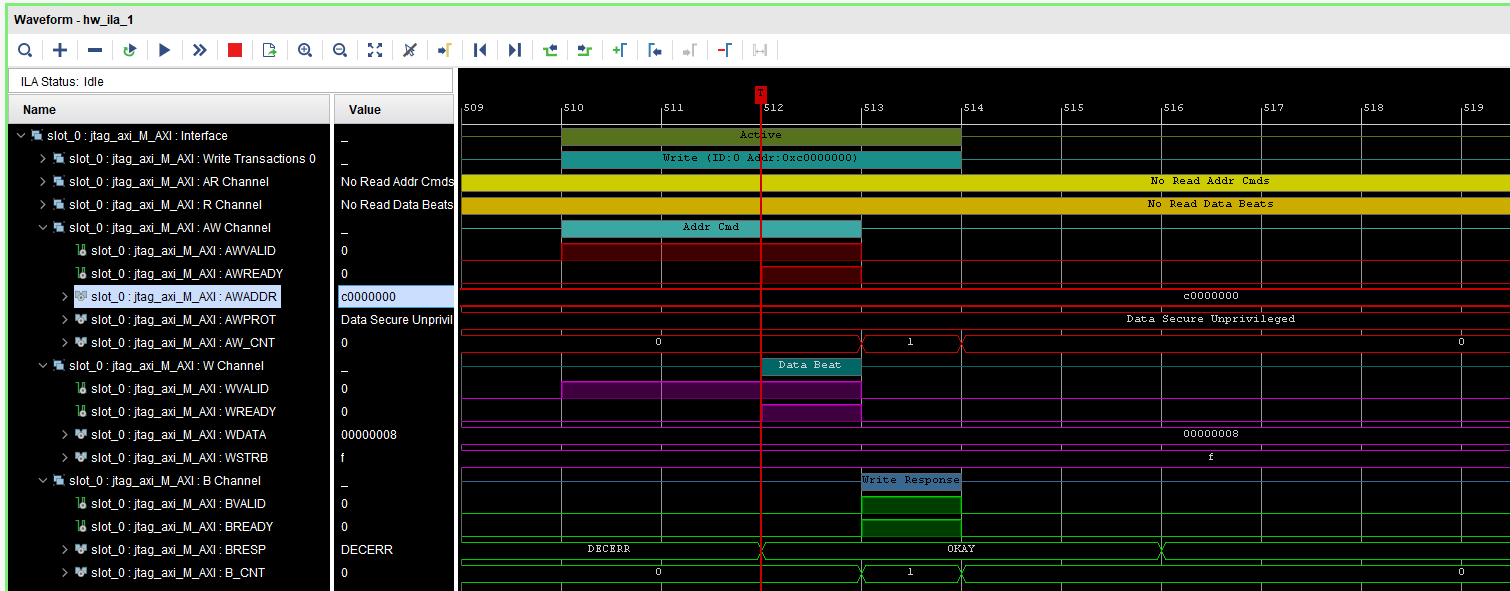 Waveform - hw_ila_1
ILA Status: Idle
Name Value
509 510 511 512 513 514 515 516 517 518 519
T
slot_0 : jtag_axi_M_AXI : Interface _ Active
slot_0 : jtag_axi_M_AXI : Write Transactions 0 _ Write (ID:0 Addr:0xc0000000)
slot_0 : jtag_axi_M_AXI : AR Channel No Read Addr Cmds No Read Addr Cmds
slot_0 : jtag_axi_M_AXI : R Channel No Read Data Beats No Read Data Beats
slot_0 : jtag_axi_M_AXI : AW Channel _ Addr Cmd
slot_0 : jtag_axi_M_AXI : AWVALID 0
slot_0 : jtag_axi_M_AXI : AWREADY 0
slot_0 : jtag_axi_M_AXI : AWADDR c0000000 c0000000
slot_0 : jtag_axi_M_AXI : AWPROT Data Secure Unprivil Data Secure Unprivileged
slot_0 : jtag_axi_M_AXI : AW_CNT 0 0 1 0
slot_0 : jtag_axi_M_AXI : W Channel _ Data Beat
slot_0 : jtag_axi_M_AXI : WVALID 0
slot_0 : jtag_axi_M_AXI : WREADY 0
slot_0 : jtag_axi_M_AXI : WDATA 00000008 00000008
slot_0 : jtag_axi_M_AXI : WSTRB f f
slot_0 : jtag_axi_M_AXI : B Channel _ Write Response
slot_0 : jtag_axi_M_AXI : BVALID 0
slot_0 : jtag_axi_M_AXI : BREADY 0
slot_0 : jtag_axi_M_AXI : BRESP DECERR DECERR OKAY
slot_0 : jtag_axi_M_AXI : B_CNT 0 0 1 0